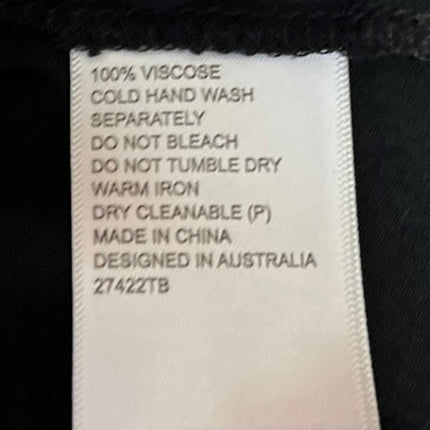 100% VISCOSE
COLD HAND WASH
SEPARATELY
DO NOT BLEACH
DO NOT TUMBLE DRY
WARM IRON
DRY CLEANABLE (P)
MADE IN CHINA
DESIGNED IN AUSTRALIA
27422TB